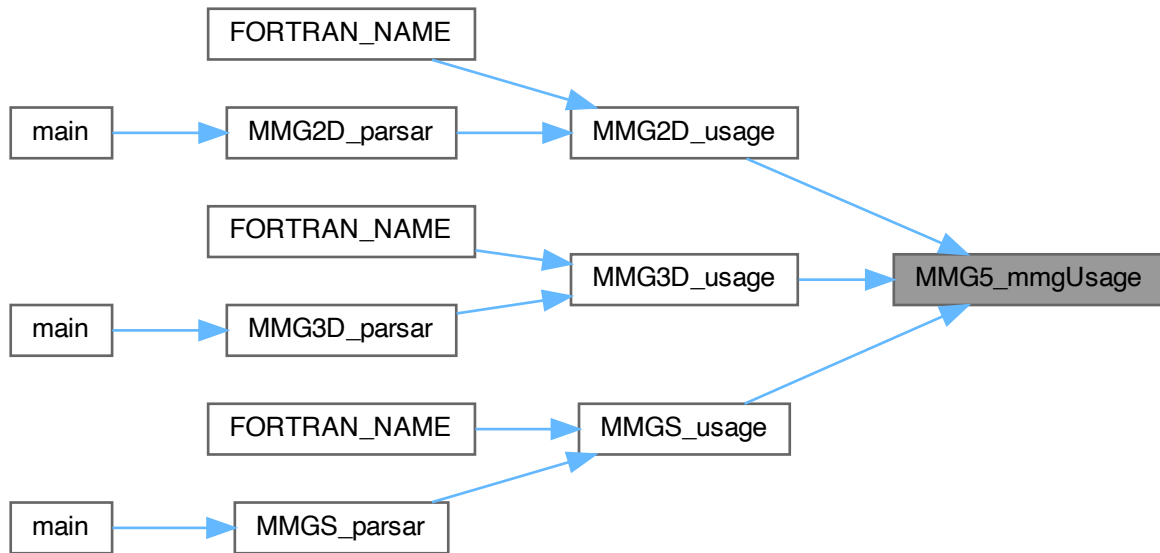 FORTRAN_NAME
main
MMG2D_parsar
MMG2D_usage
FORTRAN_NAME
MMG3D_usage
MMG5_mmgUsage
main
MMG3D_parsar
FORTRAN_NAME
MMGS_usage
main
MMGS_parsar